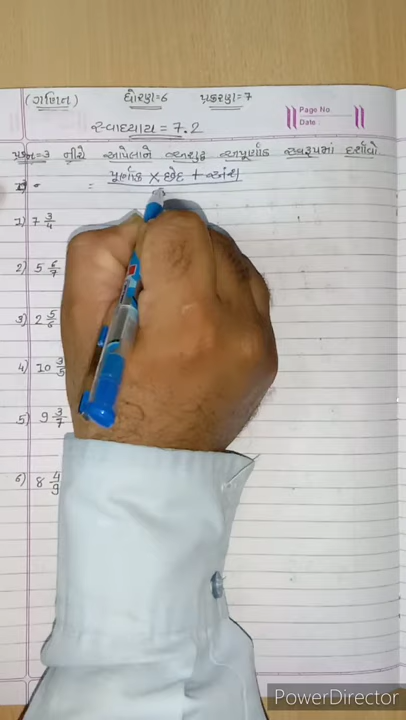 (ગણિત) ધોરણ=6 પ્રકરણ=7
Page No.
Date :
સ્વાધ્યાય = 7.2
પ્રશ્ન=3 નીચે આપેલાને અશુદ્ધ અપૂર્ણાંક સ્વરૂપમાં દર્શાવો
= પૂર્ણાંક × છેદ + અંશ
1) 7 3/4
2) 5 6/7
3) 2 5/6
4) 10 3/5
5) 9 3/7
6) 8 4/9
PowerDirector